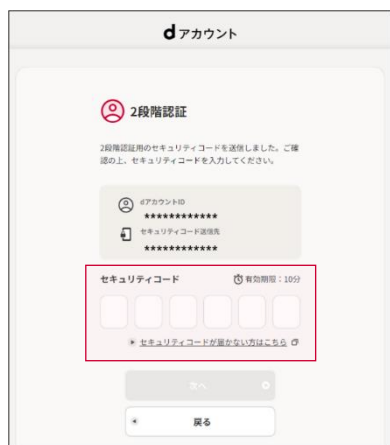 dアカウント
2段階認証
2段階認証用のセキュリティコードを送信しました。ご確
認の上、セキュリティコードを入力してください。
dアカウントID
************
セキュリティコード送信先
************
セキュリティコード 有効期限：10分
セキュリティコードが届かない方はこちら
次へ
戻る